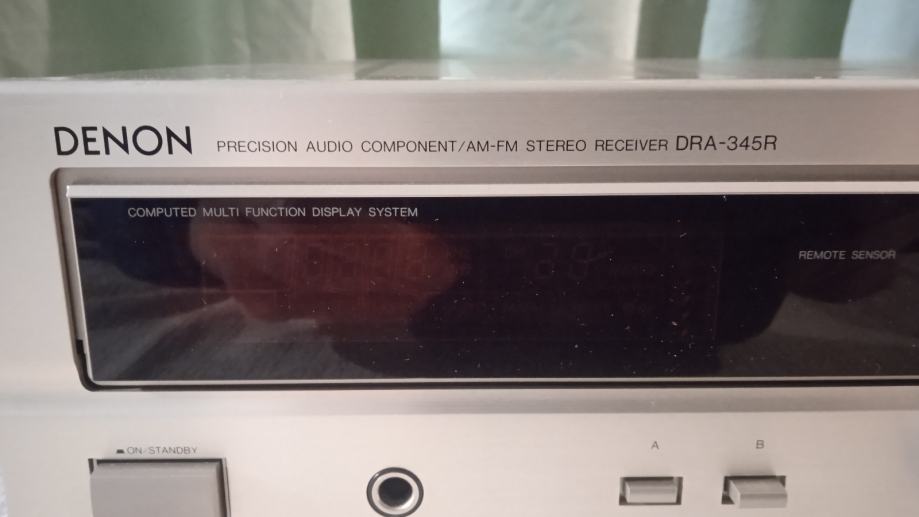 DENON PRECISION AUDIO COMPONENT/AM-FM STEREO RECEIVER DRA-345R
COMPUTED MULTI FUNCTION DISPLAY SYSTEM
REMOTE SENSOR
ON/STANDBY
A B